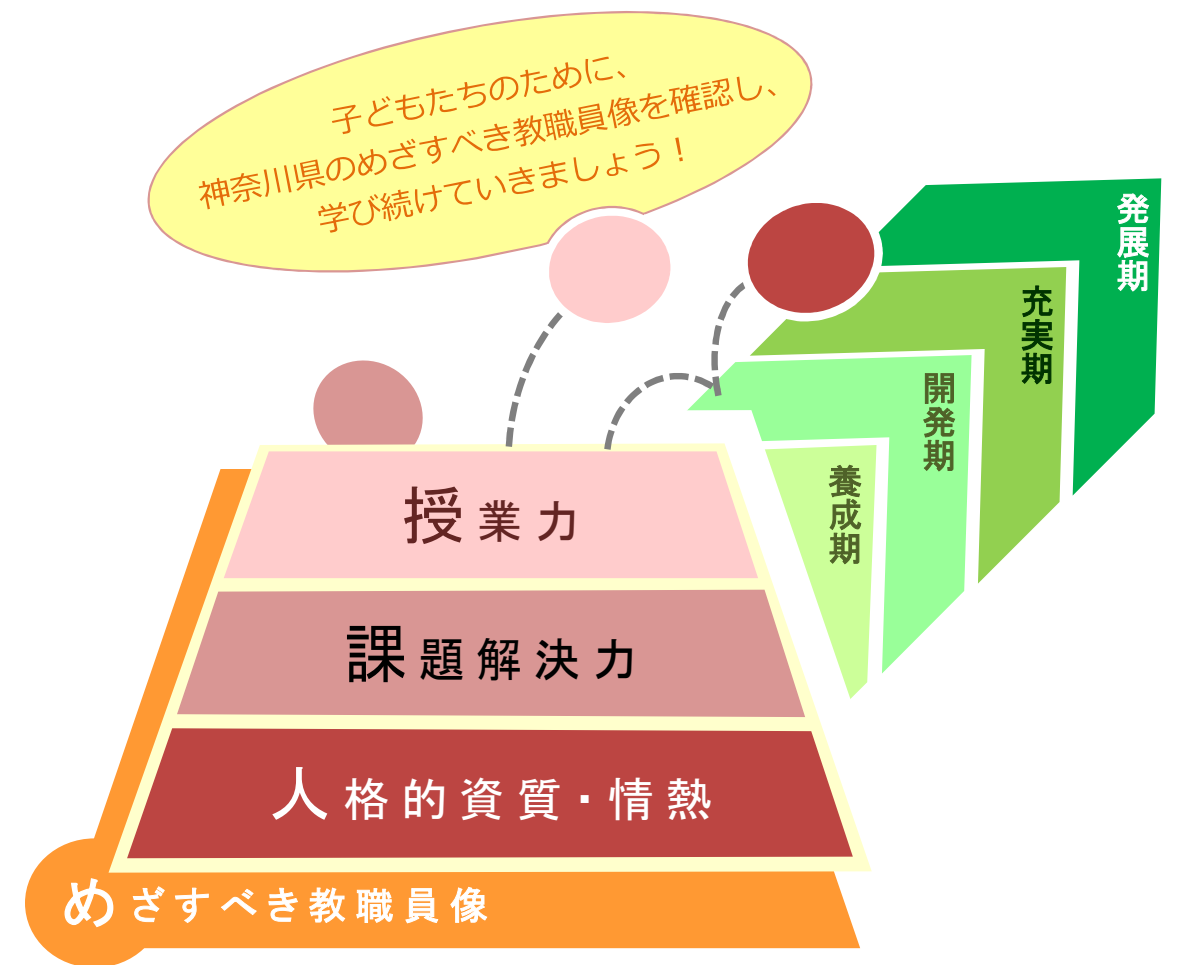 子どもたちのために、
神奈川県のめざすべき教職員像を確認し、
学び続けていきましょう！
発展期
充実期
開発期
養成期
授業力
課題解決力
人格的資質・情熱
めざすべき教職員像